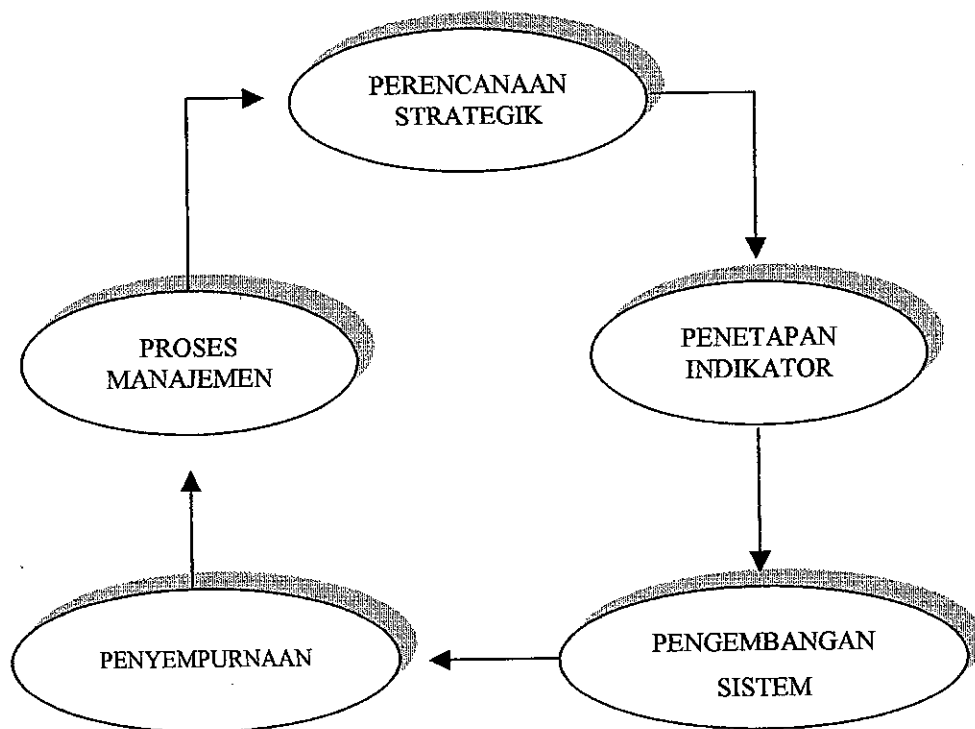 PERENCANAAN
STRATEGIK
PENETAPAN
INDIKATOR
PENGEMBANGAN
SISTEM
PENYEMPURNAAN
PROSES
MANAJEMEN